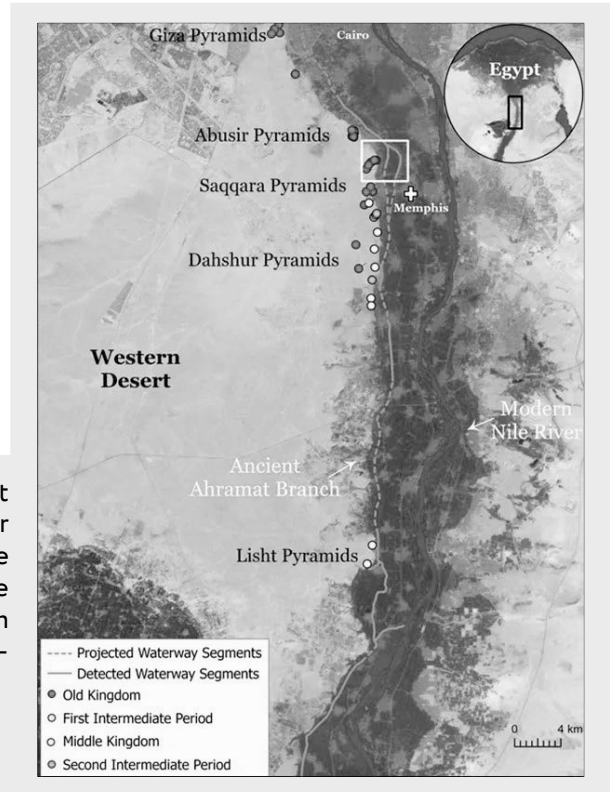 Giza Pyramids
Cairo
Egypt
Abusir Pyramids
Saqqara Pyramids
Memphis
Dahshur Pyramids
Western
Desert
Modern
Nile River
Ancient
Ahramat Branch
Lisht Pyramids
Projected Waterway Segments
Detected Waterway Segments
Old Kingdom
First Intermediate Period
Middle Kingdom
Second Intermediate Period
0 4 km